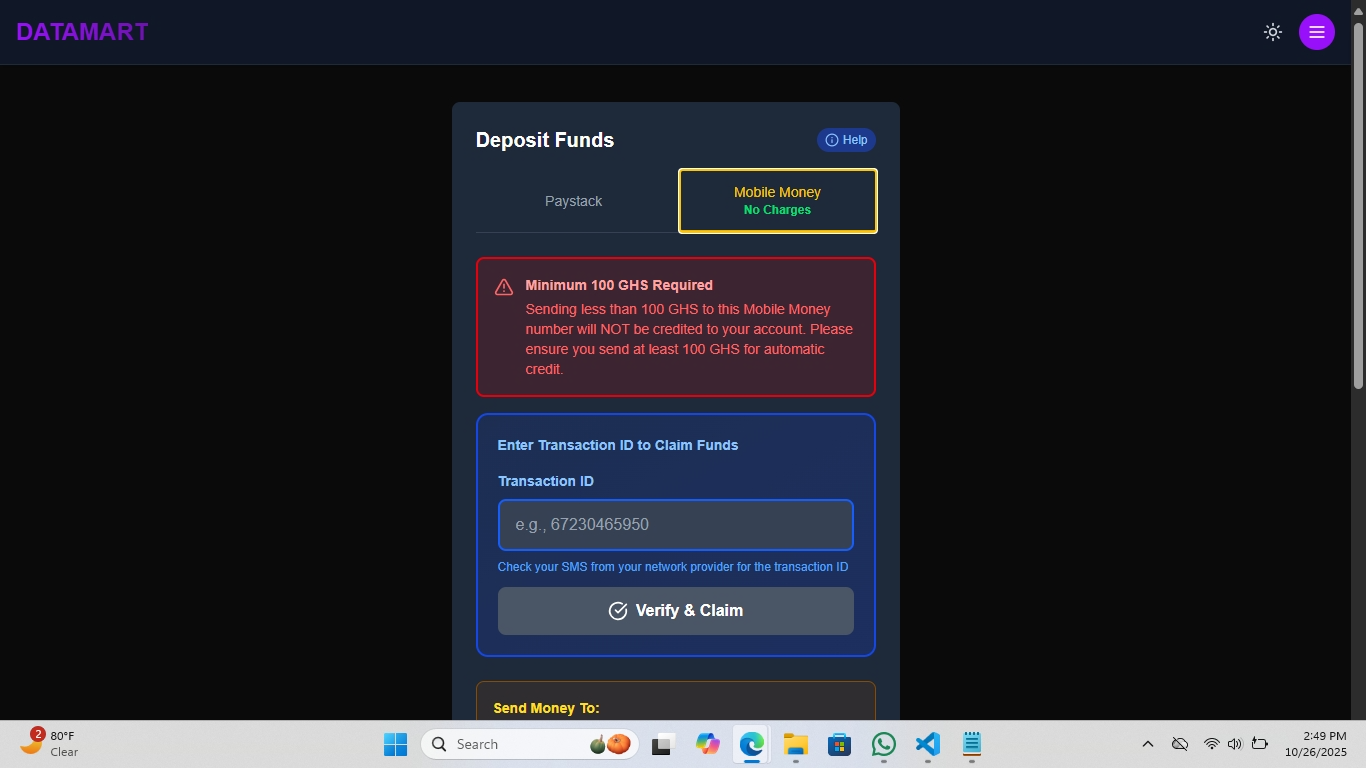 DATAMART
Deposit Funds
Help
Paystack
Mobile Money
No Charges
Minimum 100 GHS Required
Sending less than 100 GHS to this Mobile Money
number will NOT be credited to your account. Please
ensure you send at least 100 GHS for automatic
credit.
Enter Transaction ID to Claim Funds
Transaction ID
e.g., 67230465950
Check your SMS from your network provider for the transaction ID
Verify & Claim
Send Money To:
2
80°F
Clear
Search
2:49 PM
10/26/2025